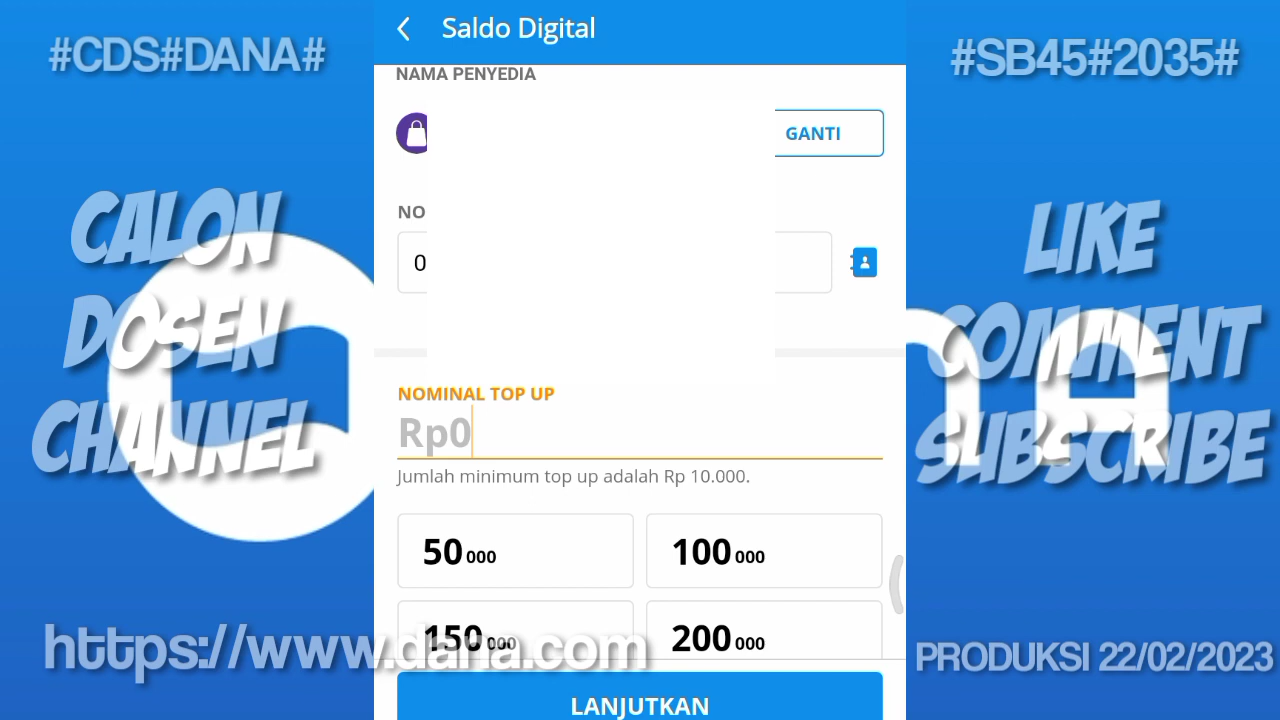 #CDS#DANA#
CALON
DOSEN
CHANNEL
Saldo Digital
NAMA PENYEDIA
GANTI
NO
0
NOMINAL TOP UP
Rp0
Jumlah minimum top up adalah Rp 10.000.
50 000
100 000
150 000
200 000
LANJUTKAN
https://www.dana.com
#SB45#2035#
LIKE
COMMENT
SUBSCRIBE
PRODUKSI 22/02/2023